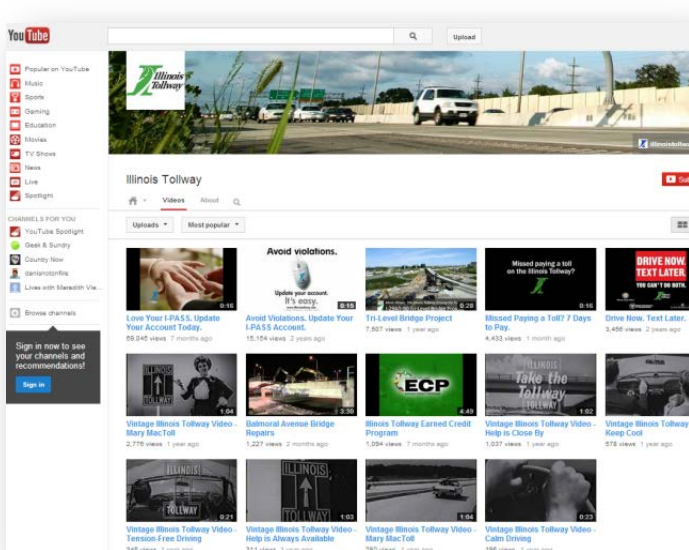 YouTube
Upload
Popular on YouTube
Music
Sports
Gaming
Education
Movies
TV Shows
News
Live
Spotlight
CHANNELS FOR YOU
YouTube Spotlight
Geek & Sundry
Country Now
danisnotonfire
Lives with Meredith Vie...
Browse channels
Sign in now to see
your channels and
recommendations!
Sign in
Illinois
Tollway
Illinois Tollway
Videos About
Uploads Most popular
0:16
Love Your I-PASS. Update
Your Account Today.
7 months ago
Avoid violations.
Update your account.
It's easy.
0:15
Avoid Violations. Update Your
I-PASS Account.
15,154 views 2 years ago
0:28
Tri-Level Bridge Project
7,507 views 1 year ago
Missed paying a toll
on the Illinois Tollway?
0:16
Missed Paying a Toll? 7 Days
to Pay.
4,433 views 1 month ago
DRIVE NOW.
TEXT LATER.
YOU CAN'T DO BOTH.
Drive Now. Text Later.
3,456 views 2 years ago
ILLINOIS
TOLLWAY
1:04
Vintage Illinois Tollway Video -
Mary MacToll
2,776 views 1 year ago
3:30
Balmoral Avenue Bridge
Repairs
1,227 views 2 months ago
ECP
4:49
Illinois Tollway Earned Credit
Program
1,094 views 7 months ago
ILLINOIS
Take the
Tollway
1:02
Vintage Illinois Tollway Video -
Help is Close By
1,037 views 1 year ago
Vintage Illinois Tollway
Keep Cool
578 views 1 year ago
ILLINOIS
TOLLWAY
0:21
Vintage Illinois Tollway Video -
Tension-Free Driving
ILLINOIS
TOLLWAY
1:03
Vintage Illinois Tollway Video -
Help is Always Available
1:04
Vintage Illinois Tollway Video -
Mary MacToll
0:23
Vintage Illinois Tollway Video -
Calm Driving